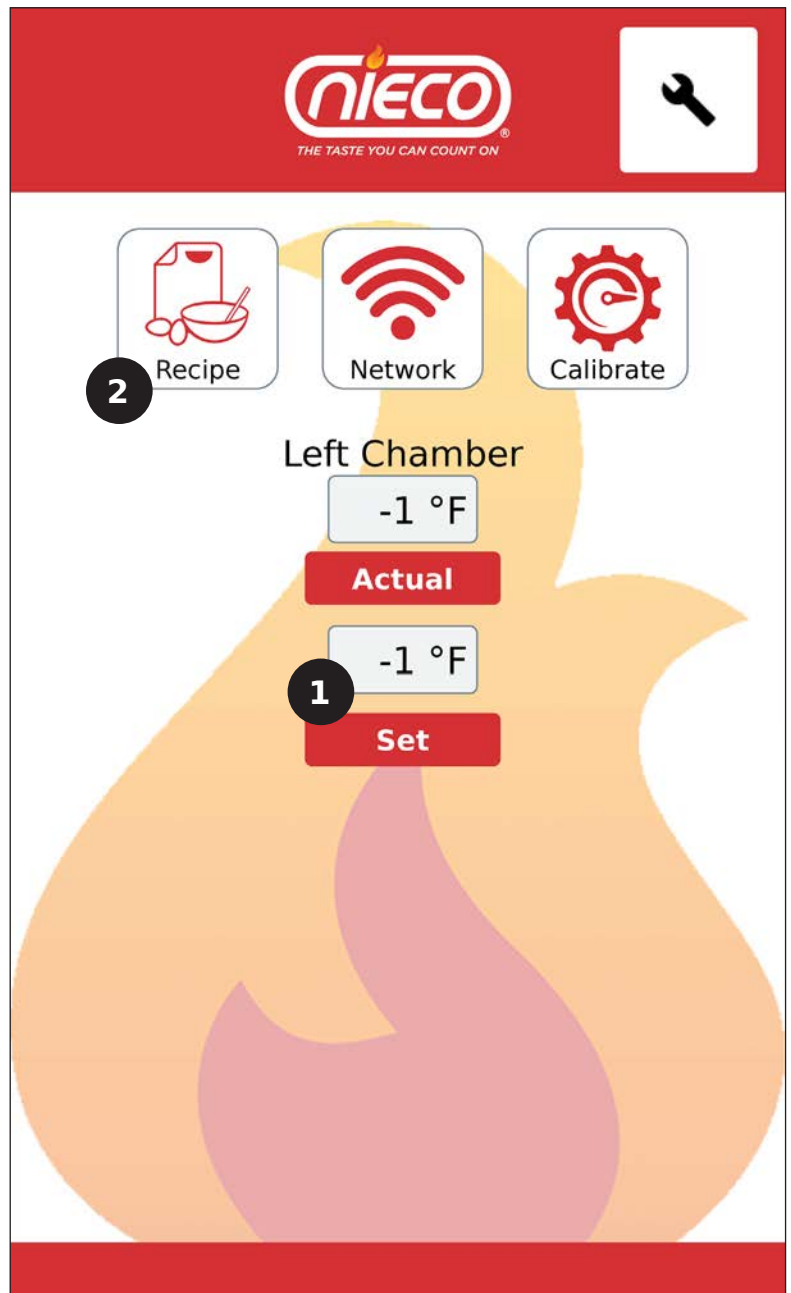 nieco®
THE TASTE YOU CAN COUNT ON
Recipe
Network
Calibrate
2
Left Chamber
-1 °F
Actual
-1 °F
1
Set